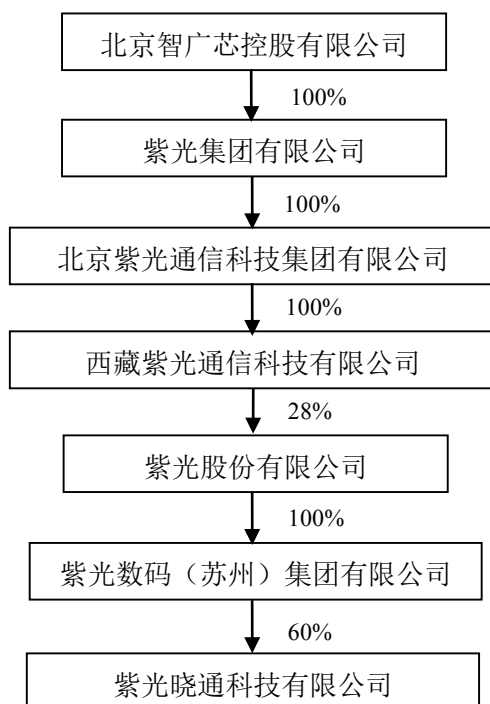 北京智广芯控股有限公司
100%
紫光集团有限公司
100%
北京紫光通信科技集团有限公司
100%
西藏紫光通信科技有限公司
28%
紫光股份有限公司
100%
紫光数码（苏州）集团有限公司
60%
紫光晓通科技有限公司